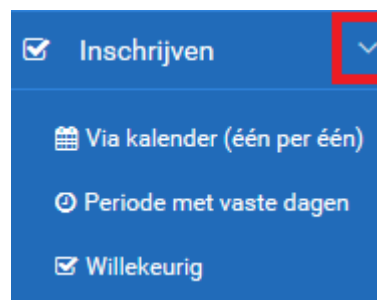 Inschrijven
Via kalender (één per één)
Periode met vaste dagen
Willekeurig